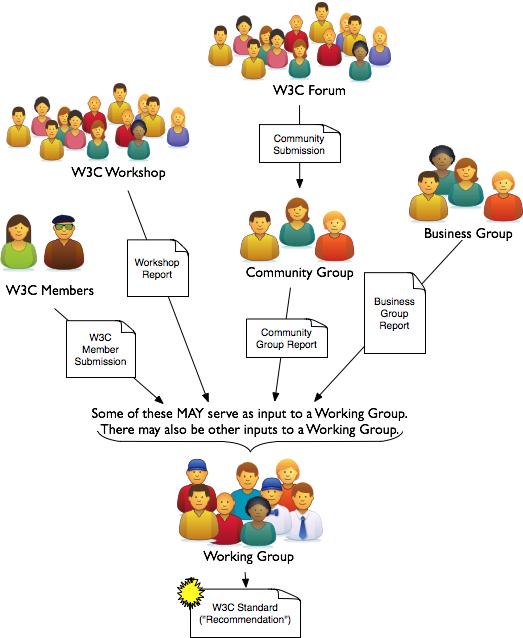 W3C Forum
Community
Submission
W3C Workshop
Business Group
Community Group
W3C Members
Workshop
Report
Business
Group
Report
W3C
Member
Submission
Community
Group Report
Some of these MAY serve as input to a Working Group.
There may also be other inputs to a Working Group.
Working Group
W3C Standard
("Recommendation")